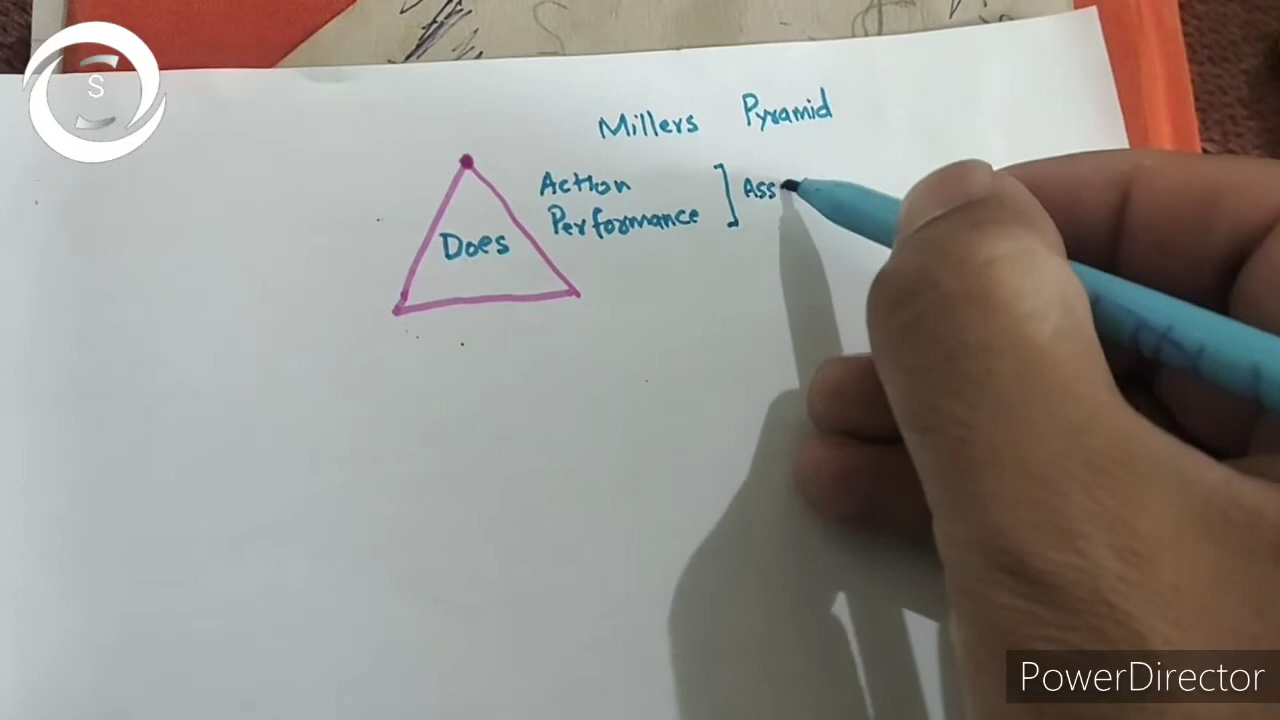 S
Millers Pyramid
Action
Performance
] Ass
Does
PowerDirector